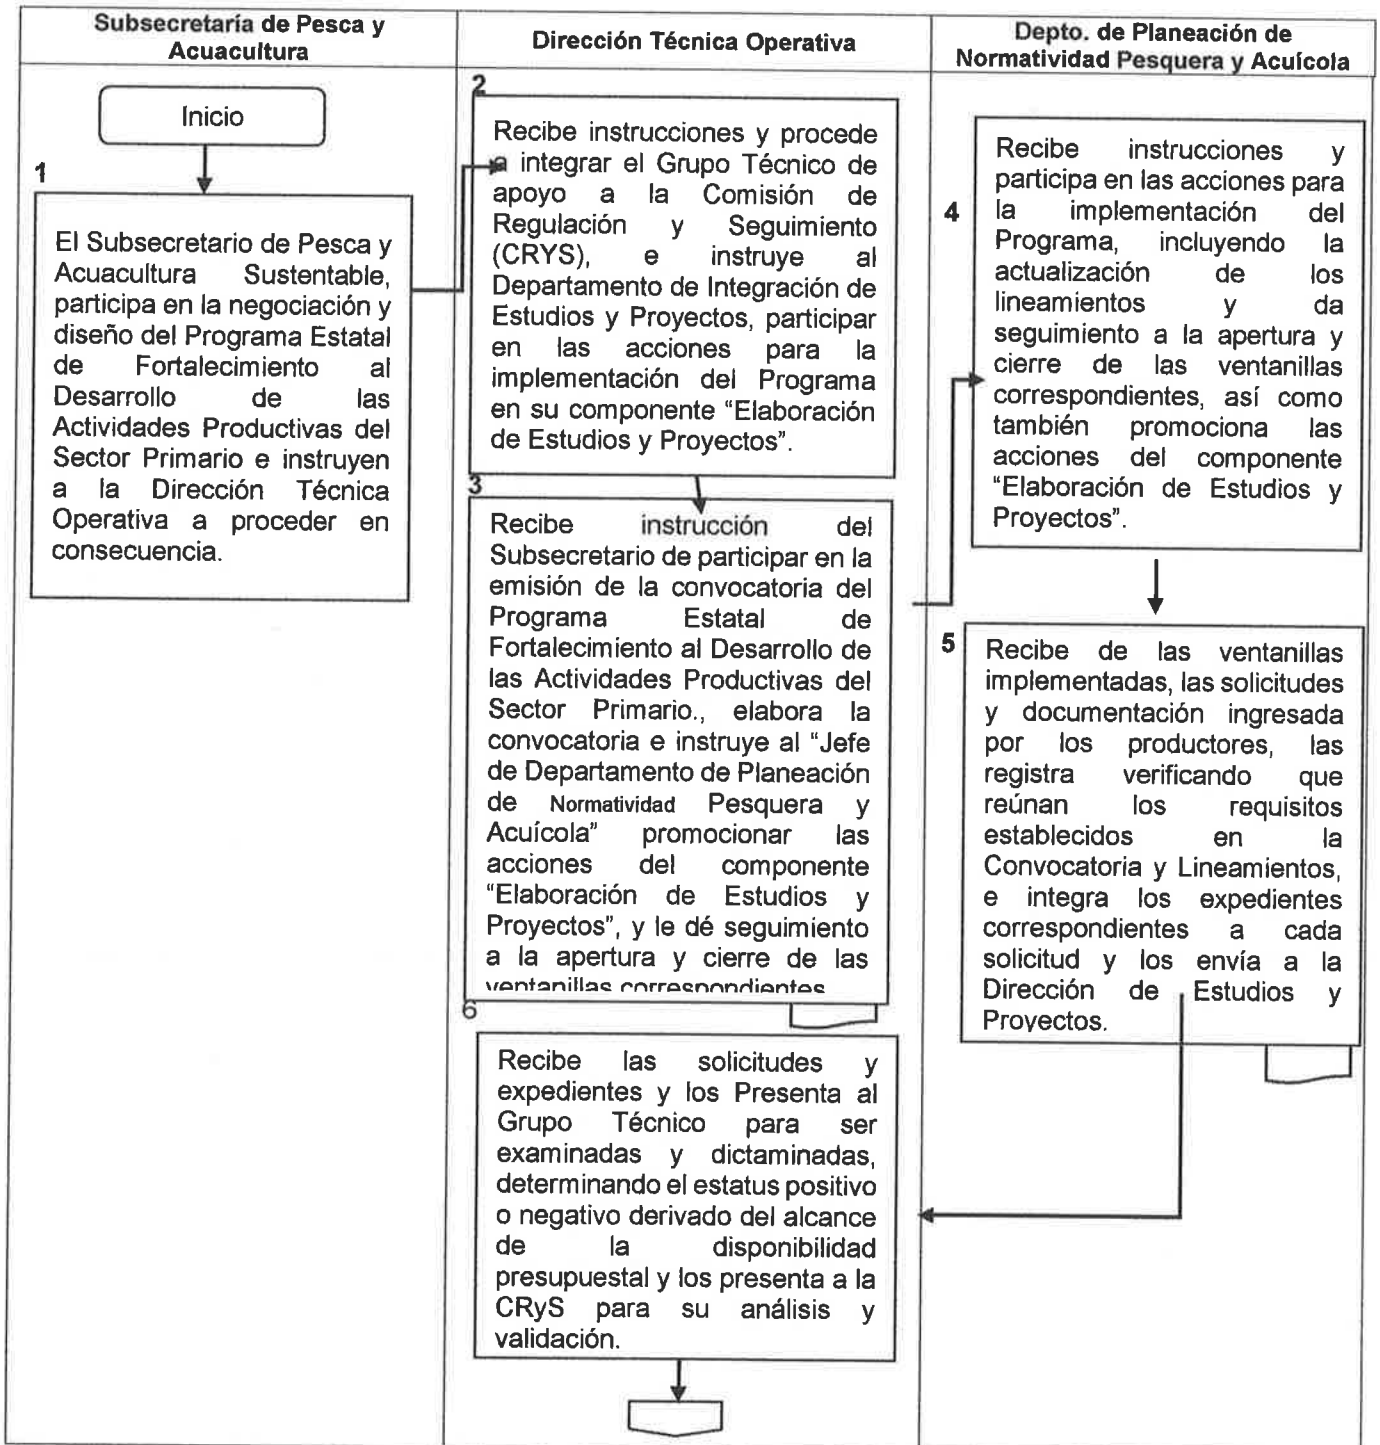 Subsecretaría de Pesca y
Acuacultura
Dirección Técnica Operativa
Depto. de Planeación de
Normatividad Pesquera y Acuícola
Inicio
1
El Subsecretario de Pesca y
Acuacultura Sustentable,
participa en la negociación y
diseño del Programa Estatal
de Fortalecimiento al
Desarrollo de las
Actividades Productivas del
Sector Primario e instruyen
a la Dirección Técnica
Operativa a proceder en
consecuencia.
2
Recibe instrucciones y procede
a integrar el Grupo Técnico de
apoyo a la Comisión de
Regulación y Seguimiento
(CRYS), e instruye al
Departamento de Integración de
Estudios y Proyectos, participar
en las acciones para la
implementación del Programa
en su componente “Elaboración
de Estudios y Proyectos”.
3
Recibe instrucción del
Subsecretario de participar en la
emisión de la convocatoria del
Programa Estatal de
Fortalecimiento al Desarrollo de
las Actividades Productivas del
Sector Primario., elabora la
convocatoria e instruye al “Jefe
de Departamento de Planeación
de Normatividad Pesquera y
Acuícola” promocionar las
acciones del componente
“Elaboración de Estudios y
Proyectos”, y le dé seguimiento
a la apertura y cierre de las
ventanillas correspondientes
4
Recibe instrucciones y
participa en las acciones para
la implementación del
Programa, incluyendo la
actualización de los
lineamientos y da
seguimiento a la apertura y
cierre de las ventanillas
correspondientes, así como
también promociona las
acciones del componente
“Elaboración de Estudios y
Proyectos”.
5
Recibe de las ventanillas
implementadas, las solicitudes
y documentación ingresada
por los productores, las
registra verificando que
reúnan los requisitos
establecidos en la
Convocatoria y Lineamientos,
e integra los expedientes
correspondientes a cada
solicitud y los envía a la
Dirección de Estudios y
Proyectos.
6
Recibe las solicitudes y
expedientes y los Presenta al
Grupo Técnico para ser
examinadas y dictaminadas,
determinando el estatus positivo
o negativo derivado del alcance
de la disponibilidad
presupuestal y los presenta a la
CRyS para su análisis y
validación.